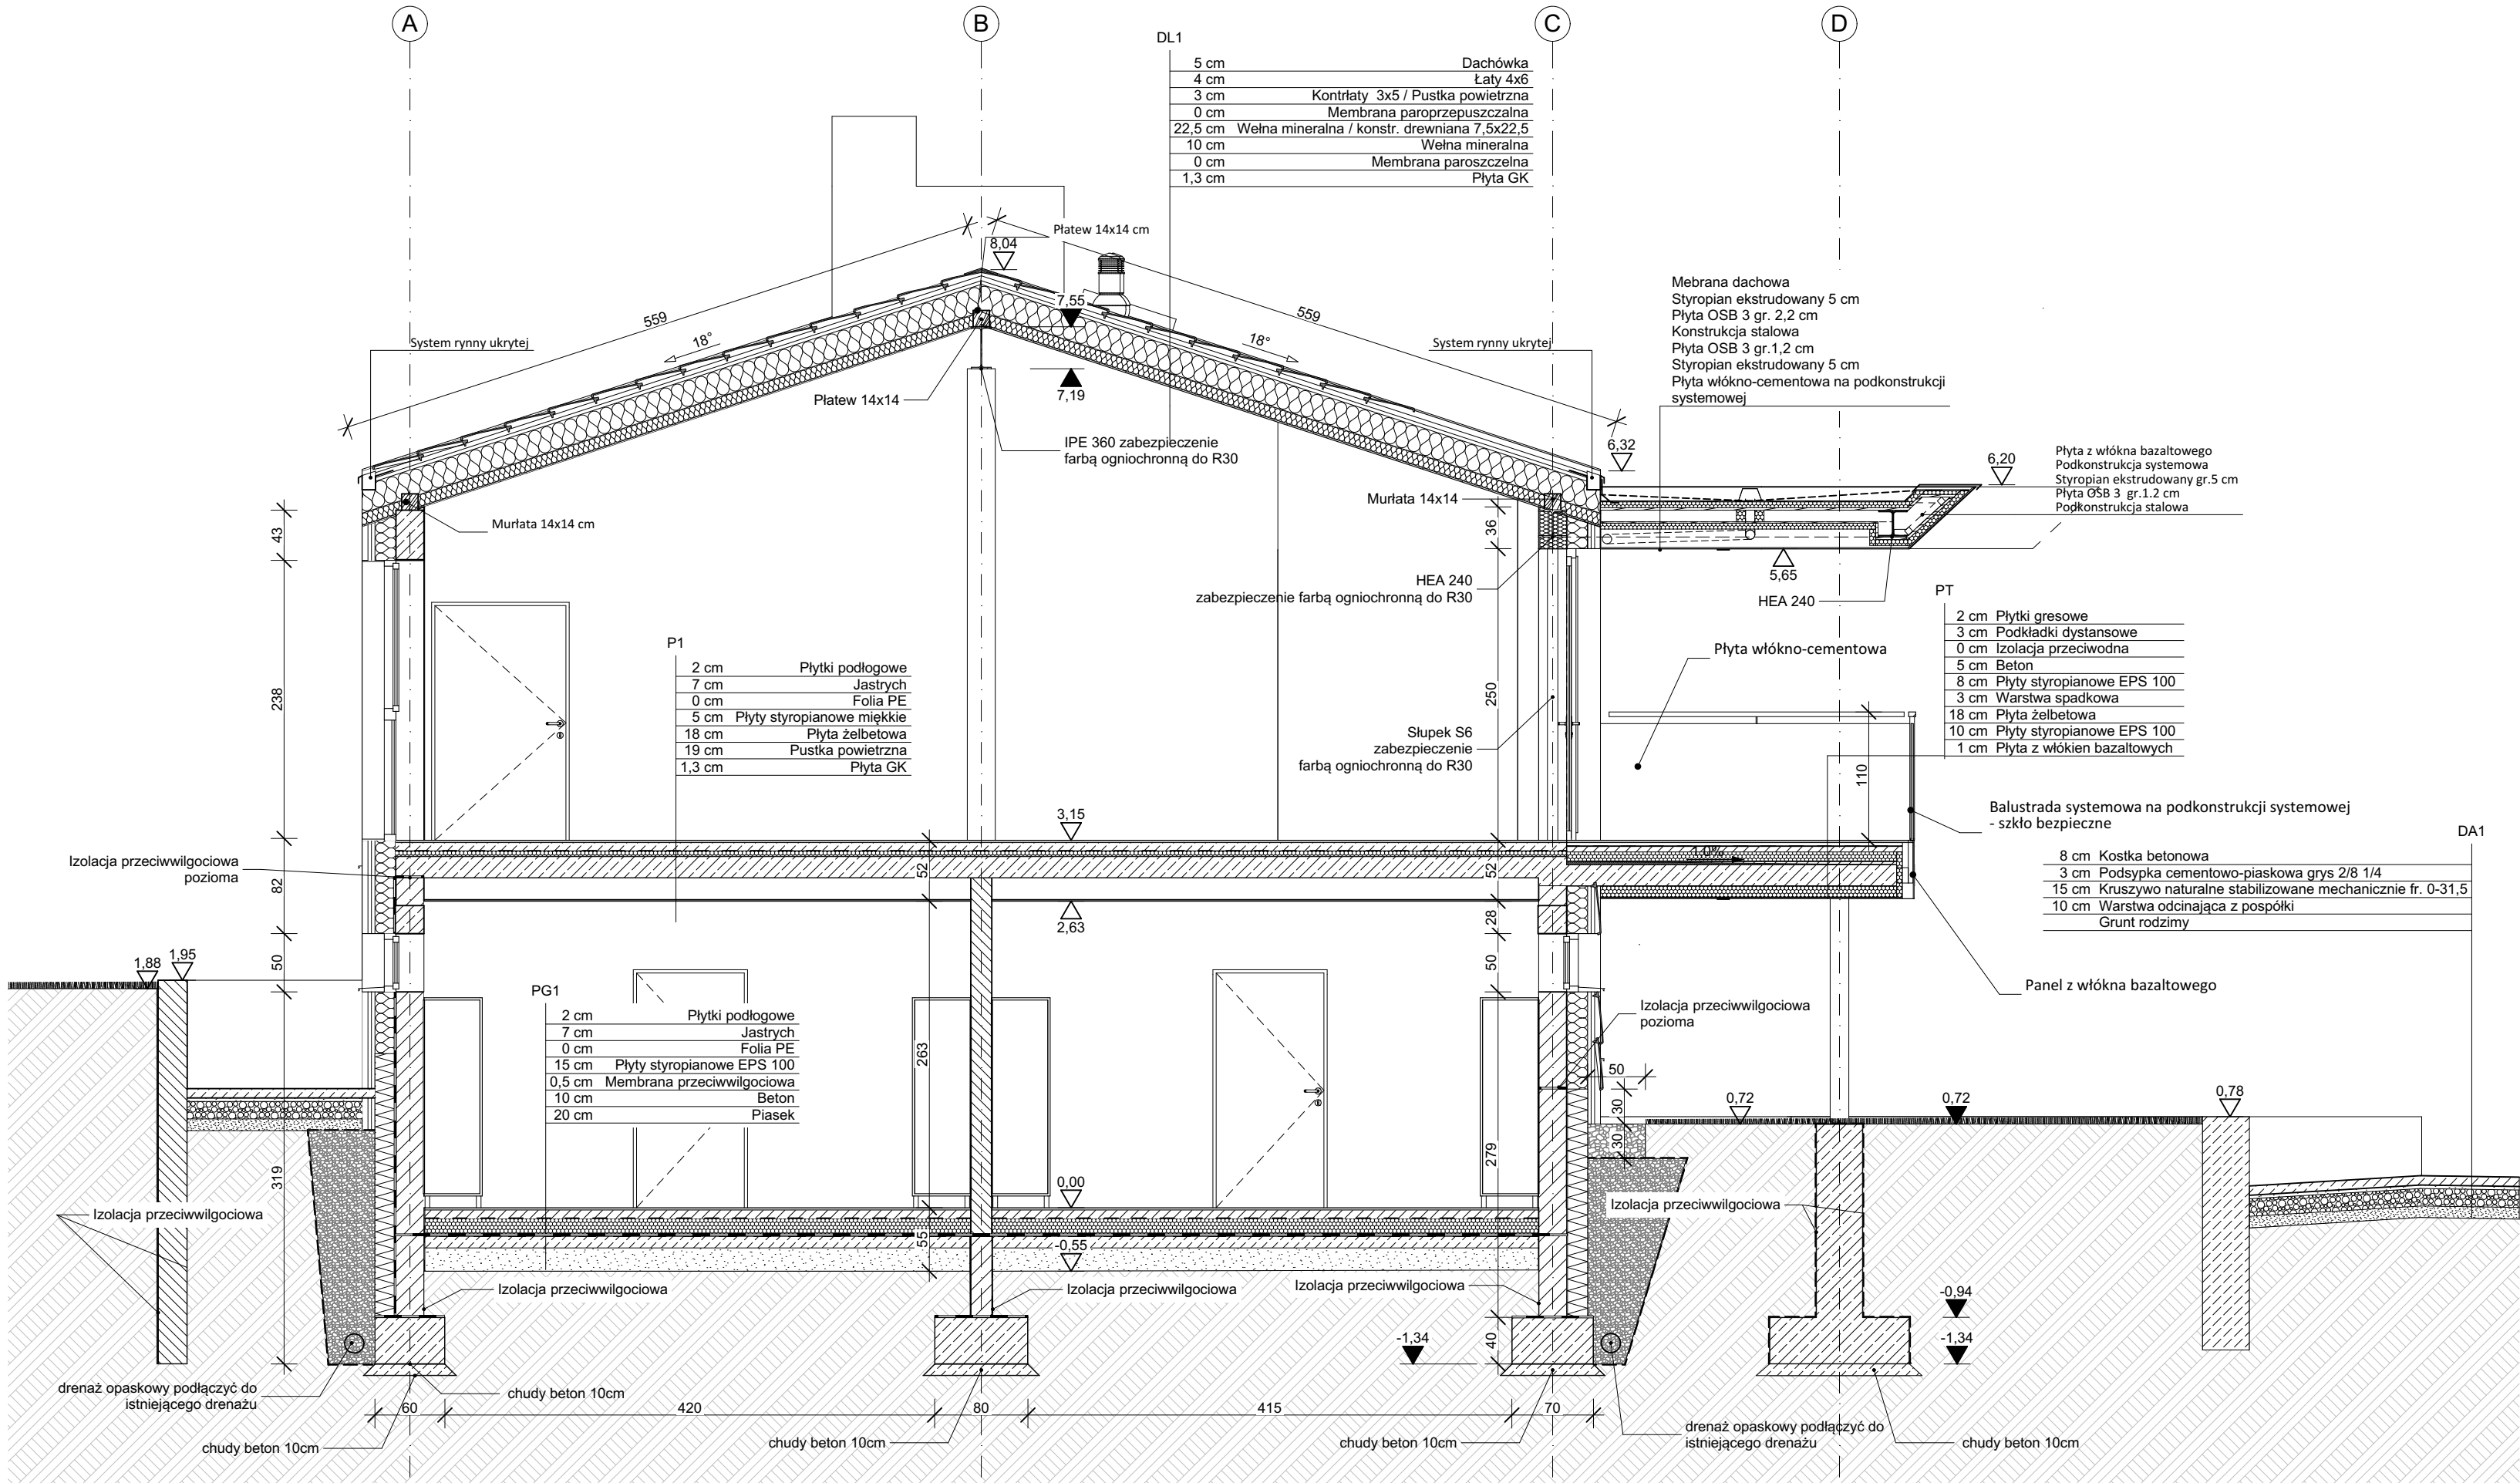 A
B
C
D
DL1
5 cm Dachówka
4 cm Łaty 4x6
3 cm Kontrłaty 3x5 / Pustka powietrzna
0 cm Membrana paroprzepuszczalna
22,5 cm Wełna mineralna / konstr. drewniana 7,5x22,5
10 cm Wełna mineralna
0 cm Membrana paroszczelna
1,3 cm Płyta GK
Płatew 14x14 cm
8,04
7,55
559
559
18°
18°
System rynny ukrytej
System rynny ukrytej
Płatew 14x14
7,19
IPE 360 zabezpieczenie
farbą ogniochronną do R30
Mebrana dachowa
Styropian ekstrudowany 5 cm
Płyta OSB 3 gr. 2,2 cm
Konstrukcja stalowa
Płyta OSB 3 gr.1,2 cm
Styropian ekstrudowany 5 cm
Płyta włókno-cementowa na podkonstrukcji
systemowej
6,32
6,20
Płyta z włókna bazaltowego
Podkonstrukcja systemowa
Styropian ekstrudowany gr.5 cm
Płyta OSB 3 gr.1.2 cm
Podkonstrukcja stalowa
Murłata 14x14 cm
Murłata 14x14
43
36
5,65
HEA 240
zabezpieczenie farbą ogniochronną do R30
HEA 240
PT
2 cm Płytki gresowe
3 cm Podkładki dystansowe
0 cm Izolacja przeciwodna
5 cm Beton
8 cm Płyty styropianowe EPS 100
3 cm Warstwa spadkowa
18 cm Płyta żelbetowa
10 cm Płyty styropianowe EPS 100
1 cm Płyta z włókien bazaltowych
P1
2 cm Płytki podłogowe
7 cm Jastrych
0 cm Folia PE
5 cm Płyty styropianowe miękkie
18 cm Płyta żelbetowa
19 cm Pustka powietrzna
1,3 cm Płyta GK
238
250
Płyta włókno-cementowa
Słupek S6
zabezpieczenie
farbą ogniochronną do R30
110
Balustrada systemowa na podkonstrukcji systemowej
- szkło bezpieczne
3,15
DA1
8 cm Kostka betonowa
3 cm Podsypka cementowo-piaskowa grys 2/8 1/4
15 cm Kruszywo naturalne stabilizowane mechanicznie fr. 0-31,5
10 cm Warstwa odcinająca z pospółki
Grunt rodzimy
Izolacja przeciwwilgociowa
pozioma
82
52
52
1.0%
2,63
28
50
50
1,88
1,95
Panel z włókna bazaltowego
PG1
2 cm Płytki podłogowe
7 cm Jastrych
0 cm Folia PE
15 cm Płyty styropianowe EPS 100
0,5 cm Membrana przeciwwilgociowa
10 cm Beton
20 cm Piasek
Izolacja przeciwwilgociowa
pozioma
263
50
30
30
0,72
0,72
0,78
319
279
0,00
Izolacja przeciwwilgociowa
Izolacja przeciwwilgociowa
55
-0,55
Izolacja przeciwwilgociowa
Izolacja przeciwwilgociowa
Izolacja przeciwwilgociowa
-0,94
-1,34
40
-1,34
drenaż opaskowy podłączyć do
istniejącego drenażu
chudy beton 10cm
60
420
80
415
70
drenaż opaskowy podłączyć do
istniejącego drenażu
chudy beton 10cm
chudy beton 10cm
chudy beton 10cm
chudy beton 10cm